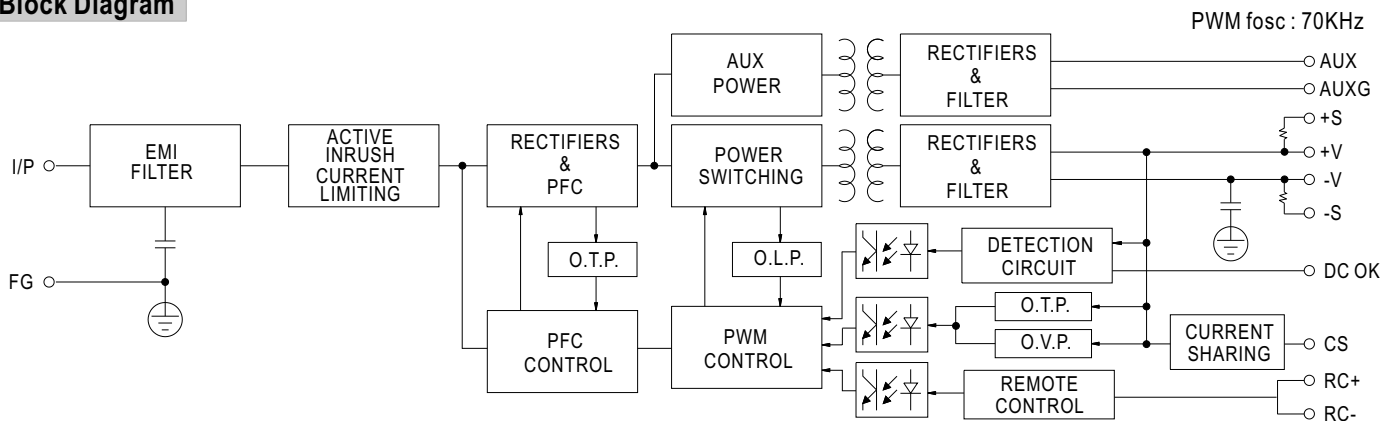 Block Diagram
PWM fosc : 70KHz
I/P
FG
EMI
FILTER
ACTIVE
INRUSH
CURRENT
LIMITING
RECTIFIERS
&
PFC
O.T.P.
PFC
CONTROL
AUX
POWER
POWER
SWITCHING
O.L.P.
PWM
CONTROL
RECTIFIERS
&
FILTER
RECTIFIERS
&
FILTER
DETECTION
CIRCUIT
O.T.P.
O.V.P.
REMOTE
CONTROL
CURRENT
SHARING
AUX
AUXG
+S
+V
-V
-S
DC OK
CS
RC+
RC-